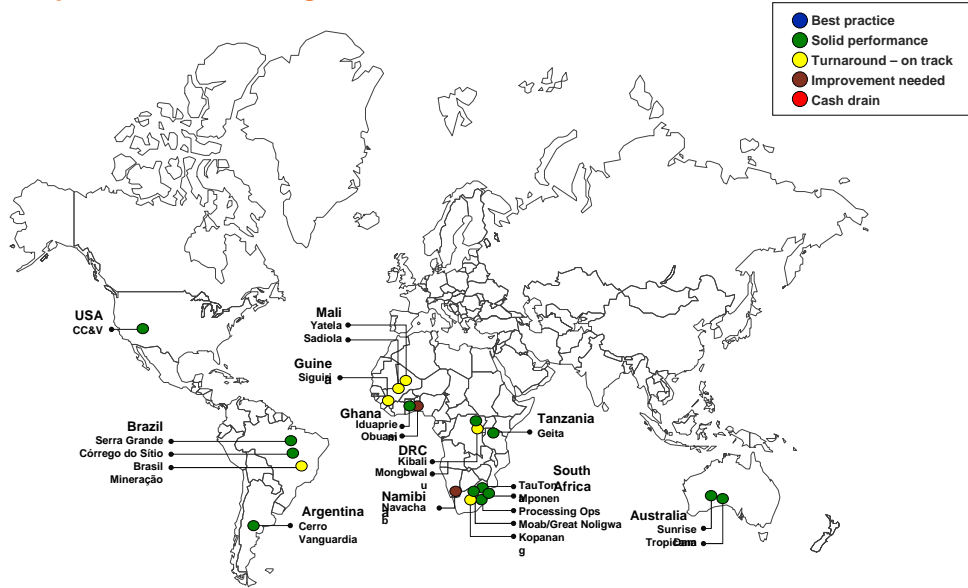 Best practice
Solid performance
Turnaround – on track
Improvement needed
Cash drain
USA
CC&V
Mali
Yatela
Sadiola
Guinea
Siguiri
Ghana
Iduapriem
Obuasi
DRC
Kibali
Mongbwalu
Tanzania
Geita
Brazil
Serra Grande
Córrego do Sítio
Brasil
Mineração
Argentina
Cerro
Vanguardia
Namibia
Navachab
South
Africa
TauTona
Mponeng
Processing Ops
Moab/Great Noligwa
Kopanang
Australia
Sunrise
Dam
Tropicana